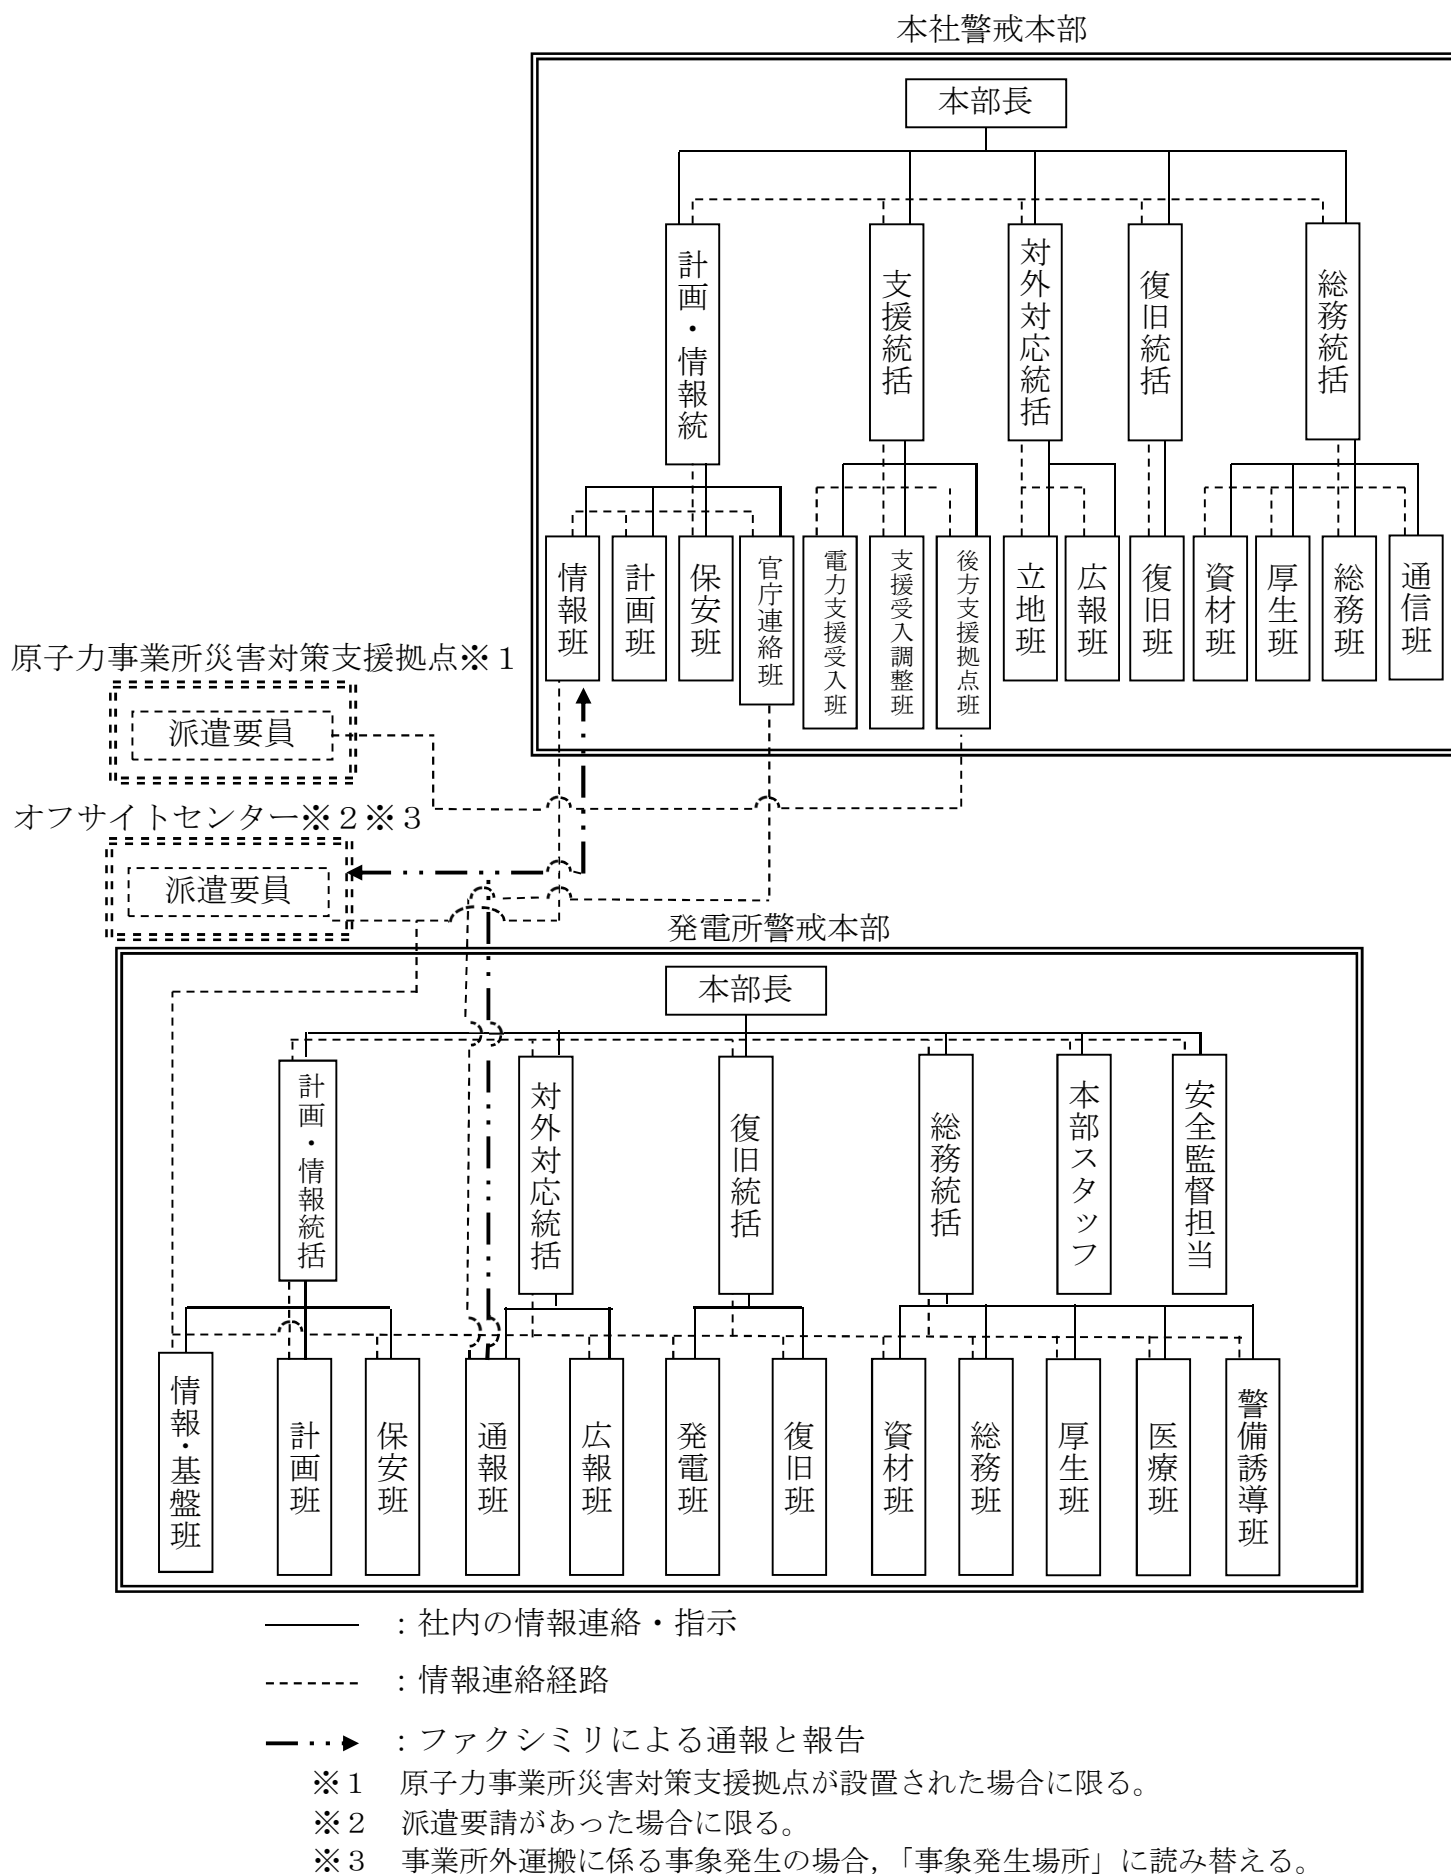 本社警戒本部
本部長
計画・情報統
支援統括
対外対応統括
復旧統括
総務統括
情報班
計画班
保安班
官庁連絡班
電力支援受入班
支援受入調整班
後方支援拠点班
立地班
広報班
復旧班
資材班
厚生班
総務班
通信班
原子力事業所災害対策支援拠点※1
派遣要員
オフサイトセンター※2※3
派遣要員
発電所警戒本部
本部長
計画・情報統括
対外対応統括
復旧統括
総務統括
本部スタッフ
安全監督担当
情報・基盤班
計画班
保安班
通報班
広報班
発電班
復旧班
資材班
総務班
厚生班
医療班
警備誘導班
：社内の情報連絡・指示
：情報連絡経路
：ファクシミリによる通報と報告
※1　原子力事業所災害対策支援拠点が設置された場合に限る。
※2　派遣要請があった場合に限る。
※3　事業所外運搬に係る事象発生の場合，「事象発生場所」に読み替える。